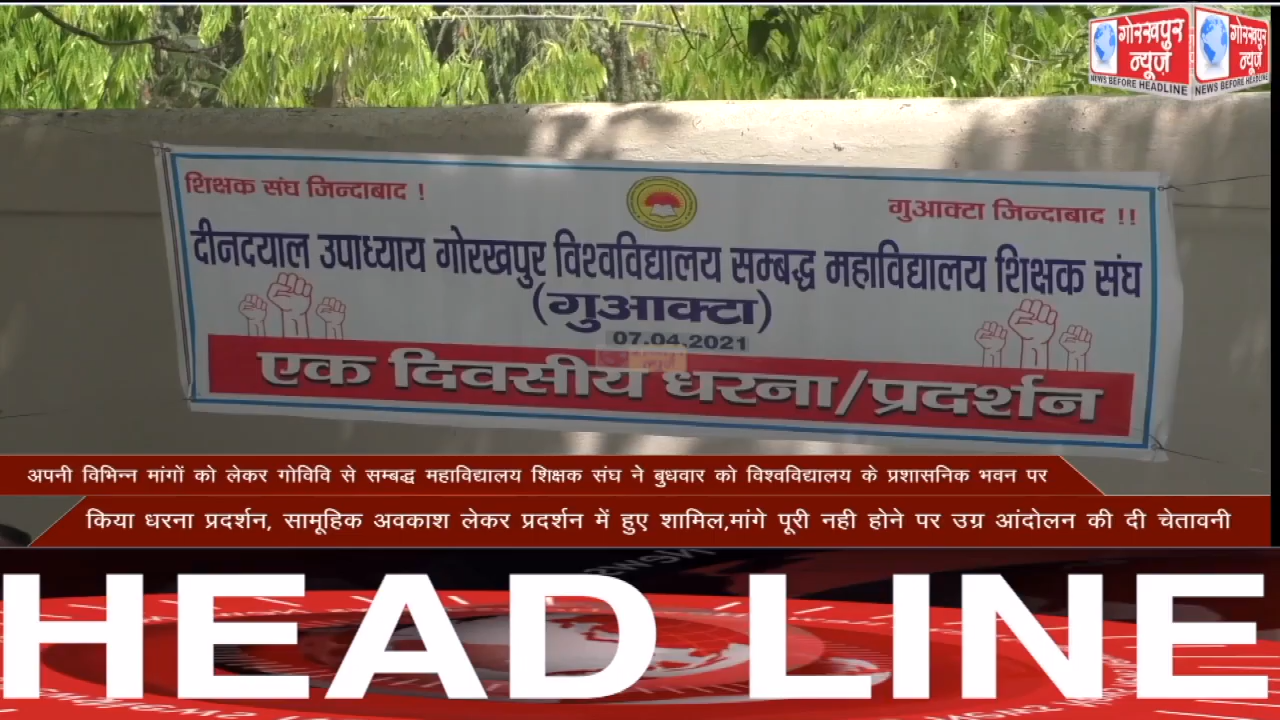 गोरखपुर
न्यूज़
NEWS BEFORE HEADLINE
गोरखपुर
न्यूज़
NEWS BEFORE HEADLINE
शिक्षक संघ जिन्दाबाद !
गुआक्टा जिन्दाबाद !!
दीनदयाल उपाध्याय गोरखपुर विश्वविद्यालय सम्बद्ध महाविद्यालय शिक्षक संघ
(गुआक्टा)
07.04.2021
एक दिवसीय धरना/प्रदर्शन
अपनी विभिन्न मांगों को लेकर गोविवि से सम्बद्ध महाविद्यालय शिक्षक संघ ने बुधवार को विश्वविद्यालय के प्रशासनिक भवन पर
किया धरना प्रदर्शन, सामूहिक अवकाश लेकर प्रदर्शन में हुए शामिल,मांगे पूरी नही होने पर उग्र आंदोलन की दी चेतावनी
HEAD LINE